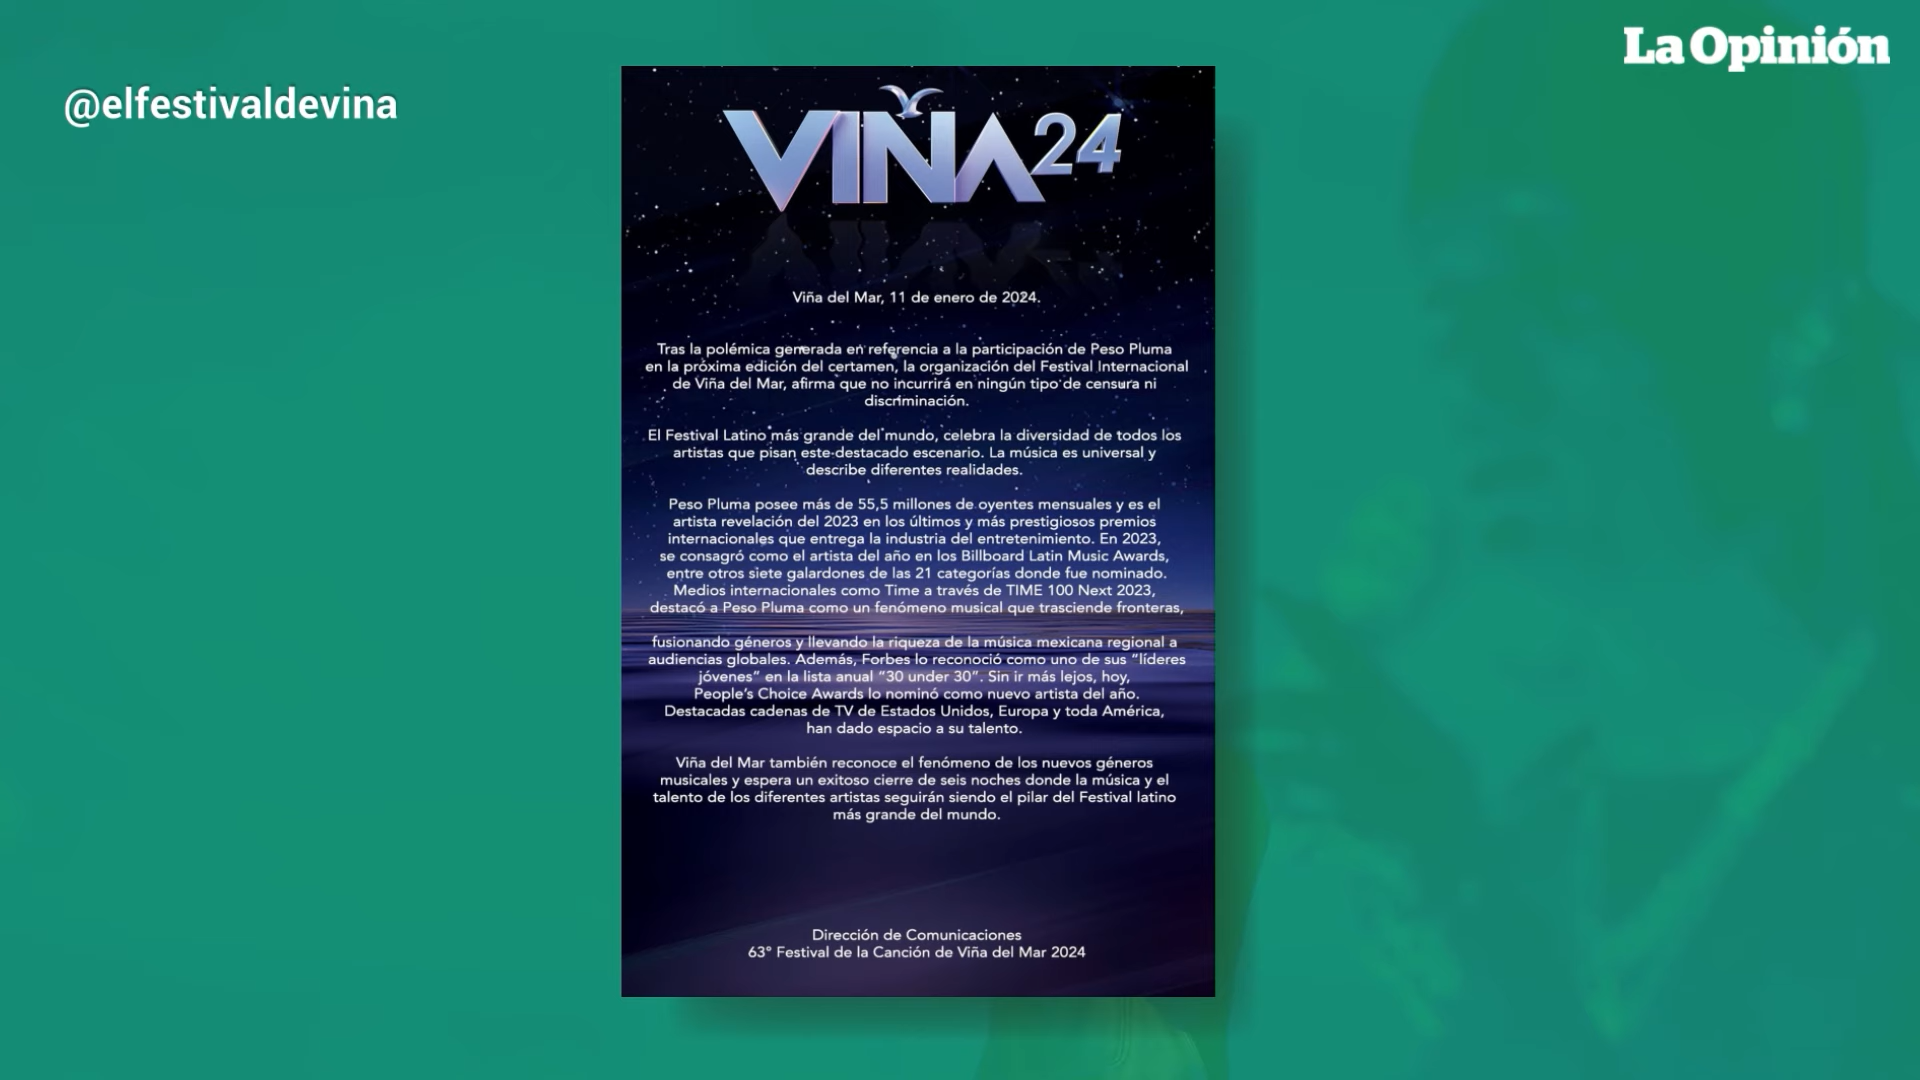 La Opinión
@elfestivaldevina
VIÑA 24
Viña del Mar, 11 de enero de 2024.
Tras la polémica generada en referencia a la participación de Peso Pluma
en la próxima edición del certamen, la organización del Festival Internacional
de Viña del Mar, afirma que no incurrirá en ningún tipo de censura ni
discriminación.
El Festival Latino más grande del mundo, celebra la diversidad de todos los
artistas que pisan este destacado escenario. La música es universal y
describe diferentes realidades.
Peso Pluma posee más de 55,5 millones de oyentes mensuales y es el
artista revelación del 2023 en los últimos y más prestigiosos premios
internacionales que entrega la industria del entretenimiento. En 2023,
se consagró como el artista del año en los Billboard Latin Music Awards,
entre otros siete galardones de las 21 categorías donde fue nominado.
Medios internacionales como Time a través de TIME 100 Next 2023,
destacó a Peso Pluma como un fenómeno musical que trasciende fronteras,
fusionando géneros y llevando la riqueza de la música mexicana regional a
audiencias globales. Además, Forbes lo reconoció como uno de sus “líderes
jóvenes” en la lista anual “30 under 30”. Sin ir más lejos, hoy,
People’s Choice Awards lo nominó como nuevo artista del año.
Destacadas cadenas de TV de Estados Unidos, Europa y toda América,
han dado espacio a su talento.
Viña del Mar también reconoce el fenómeno de los nuevos géneros
musicales y espera un exitoso cierre de seis noches donde la música y el
talento de los diferentes artistas seguirán siendo el pilar del Festival latino
más grande del mundo.
Dirección de Comunicaciones
63° Festival de la Canción de Viña del Mar 2024